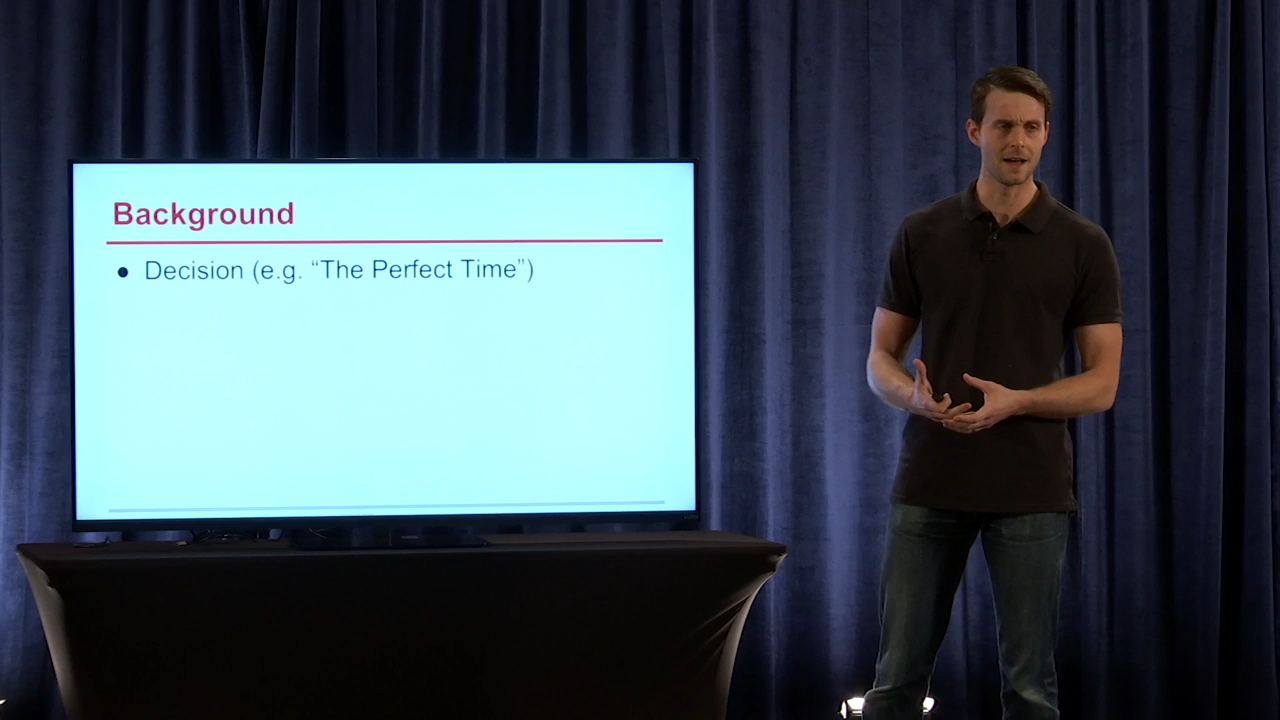 Background
● Decision (e.g. “The Perfect Time”)